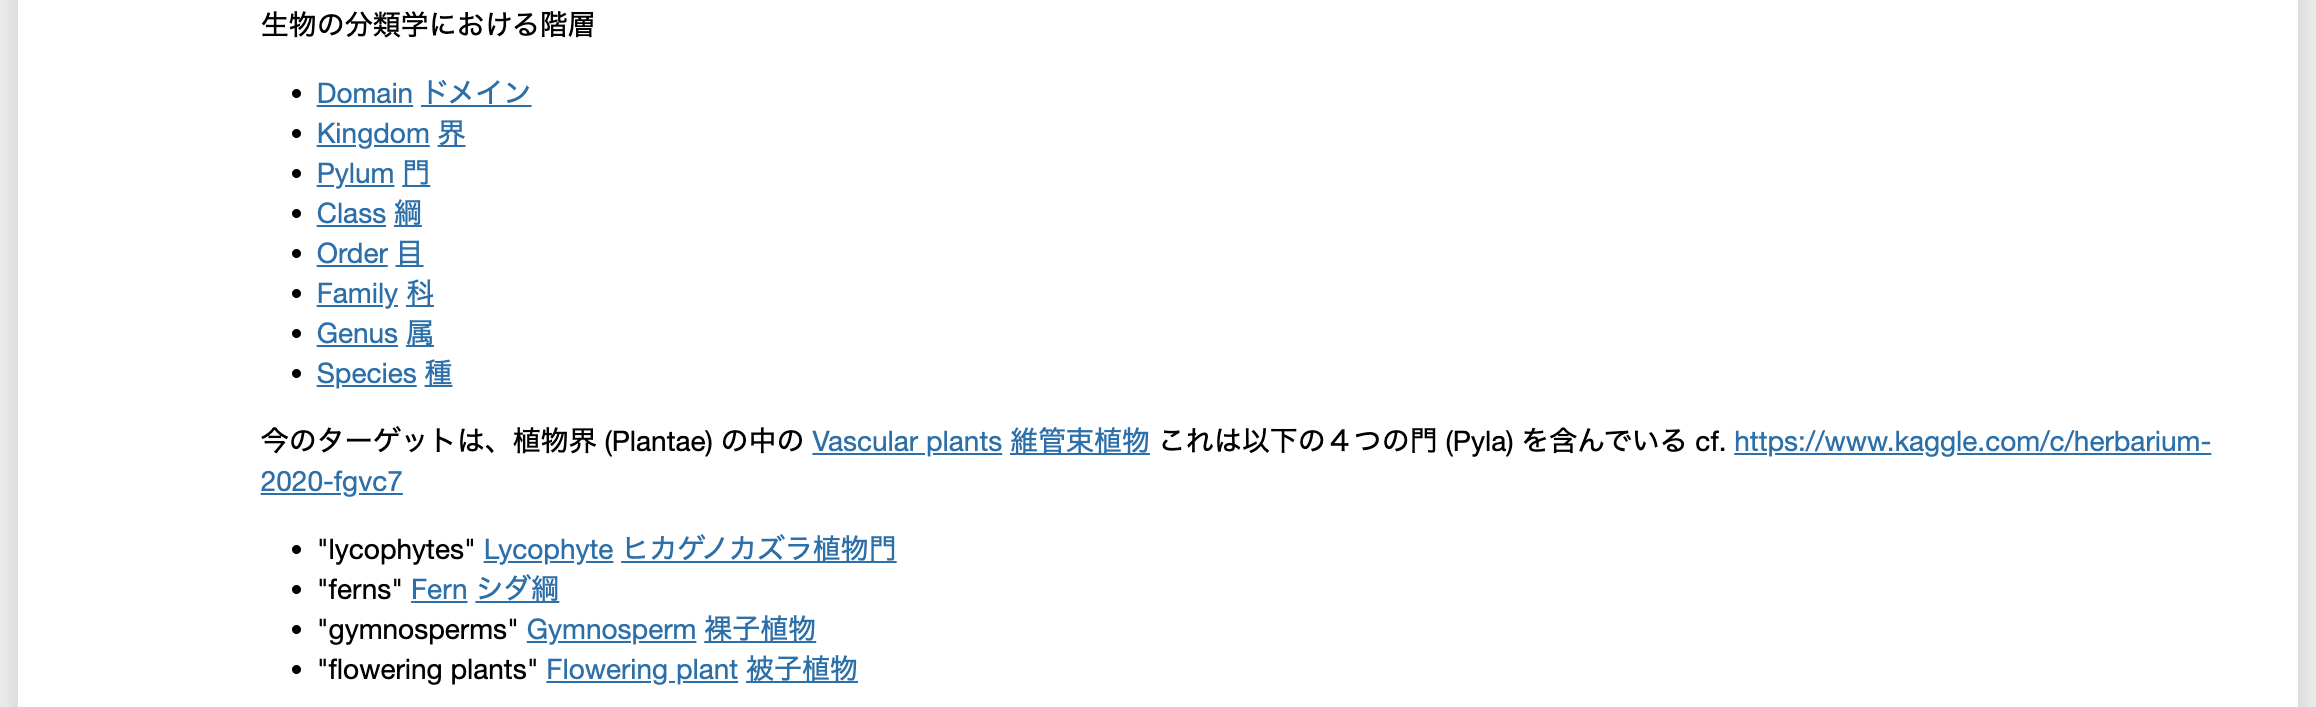 生物の分類学における階層
Domain ドメイン
Kingdom 界
Pylum 門
Class 綱
Order 目
Family 科
Genus 属
Species 種
今のターゲットは、植物界 (Plantae) の中の Vascular plants 維管束植物 これは以下の４つの門 (Pyla) を含んでいる cf. https://www.kaggle.com/c/herbarium-
2020-fgvc7
"lycophytes" Lycophyte ヒカゲノカズラ植物門
"ferns" Fern シダ綱
"gymnosperms" Gymnosperm 裸子植物
"flowering plants" Flowering plant 被子植物